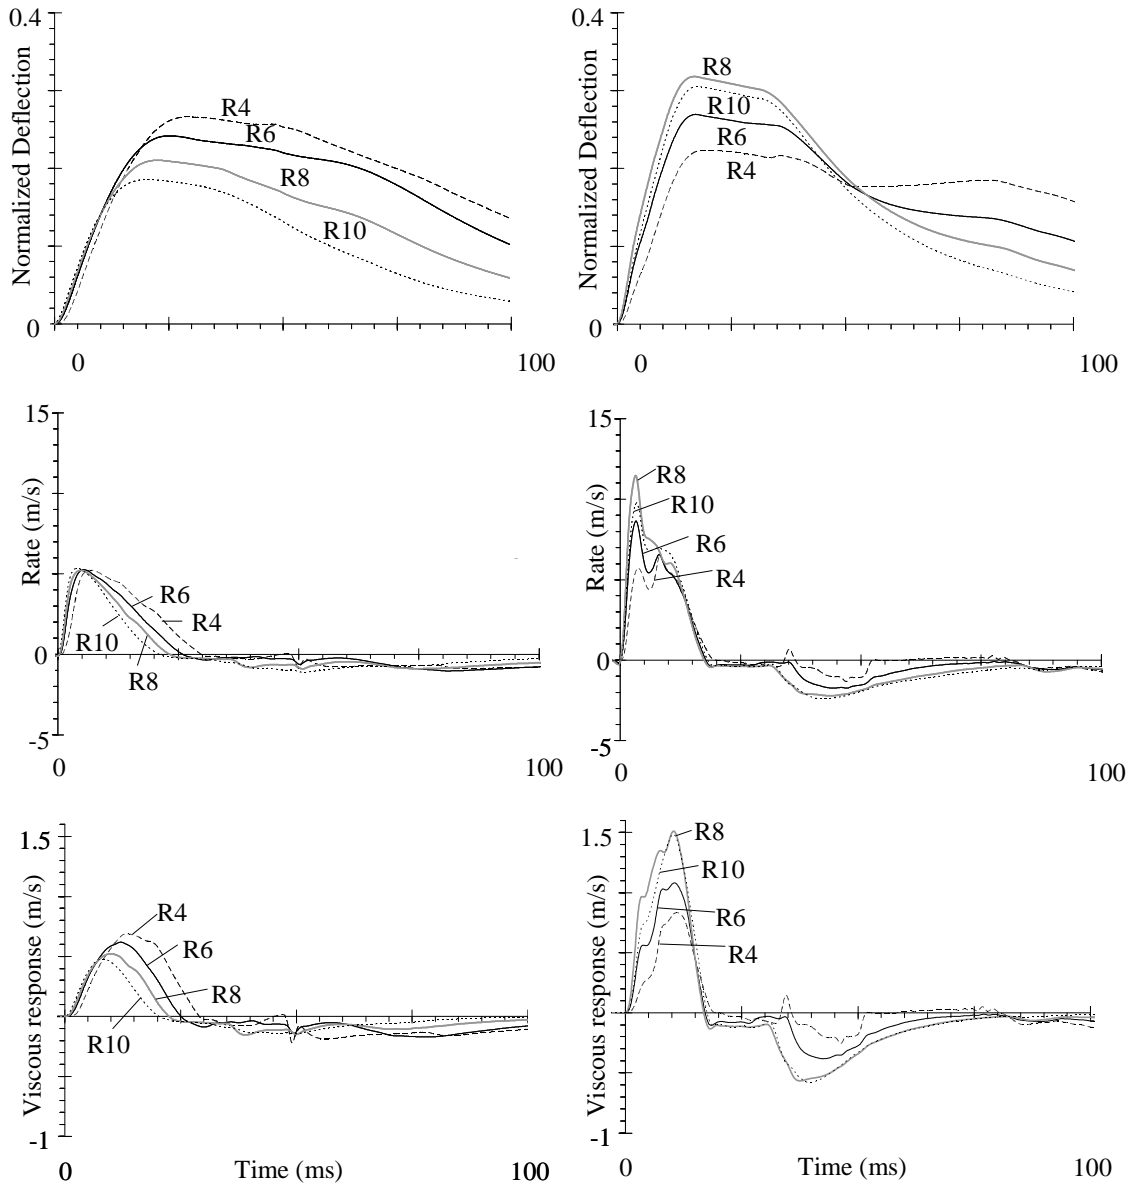 0.4
Normalized Deflection
R4
R6
R8
R10
0
0
100
0.4
Normalized Deflection
R8
R10
R6
R4
0
0
100
15
Rate (m/s)
R6
R4
R10
R8
0
-5
0
100
15
Rate (m/s)
R8
R10
R6
R4
0
-5
0
100
1.5
Viscous response (m/s)
R4
R6
R8
R10
-1
0
Time (ms)
100
1.5
Viscous response (m/s)
R8
R10
R6
R4
-1
0
Time (ms)
100